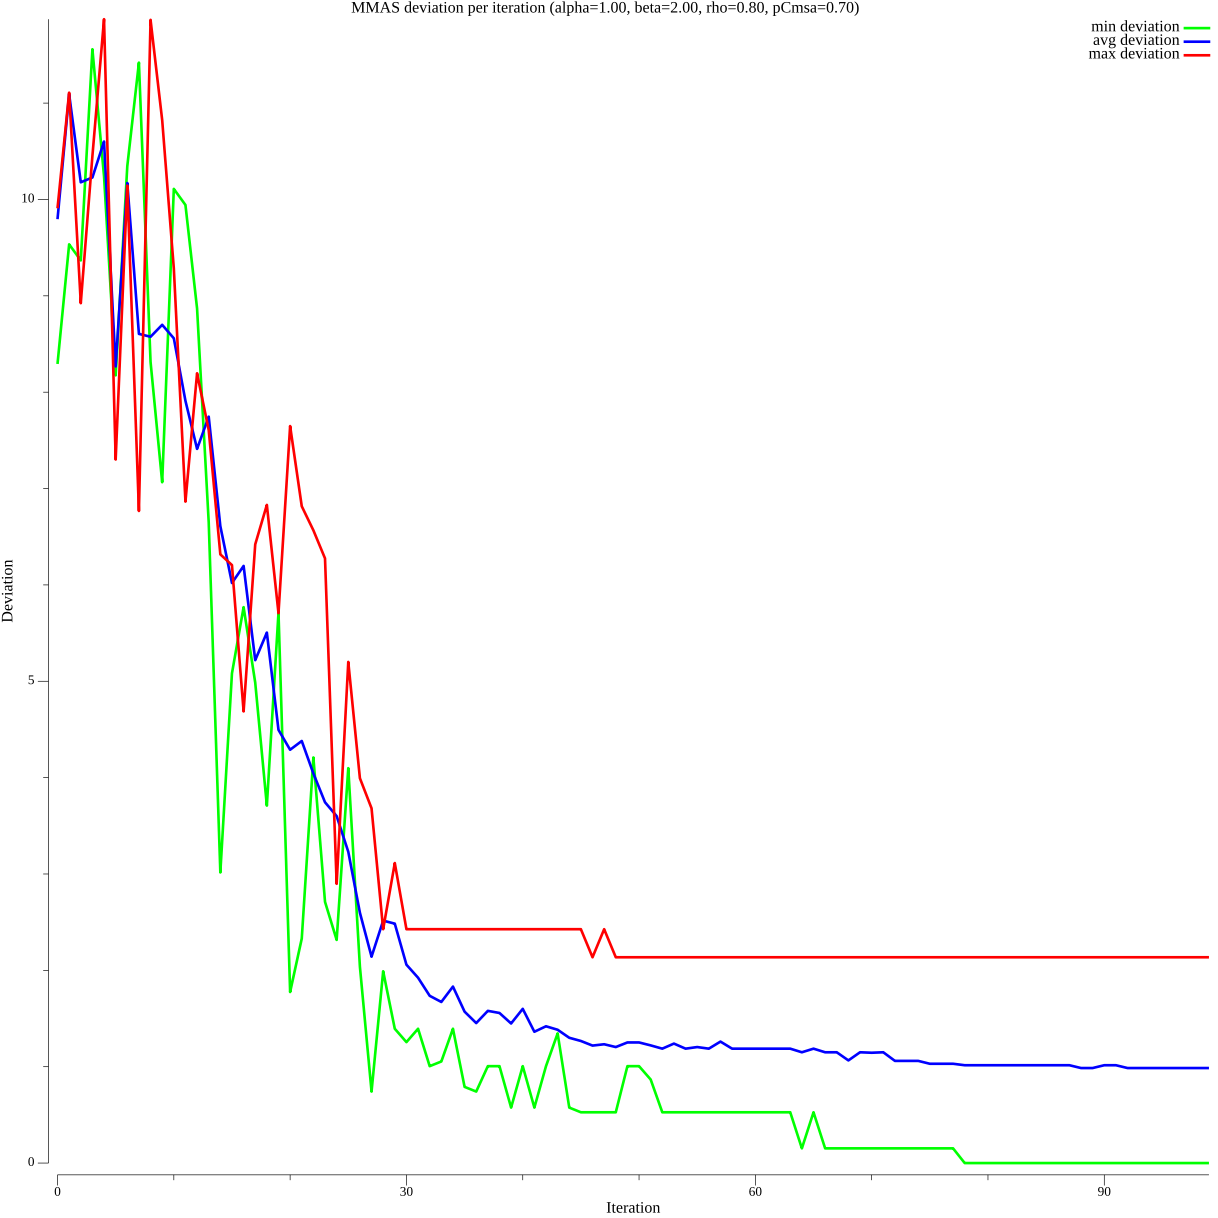 MMAS deviation per iteration (alpha=1.00, beta=2.00, rho=0.80, pCmsa=0.70)
min deviation
avg deviation
max deviation
10
5
0
Deviation
0 30 60 90
Iteration